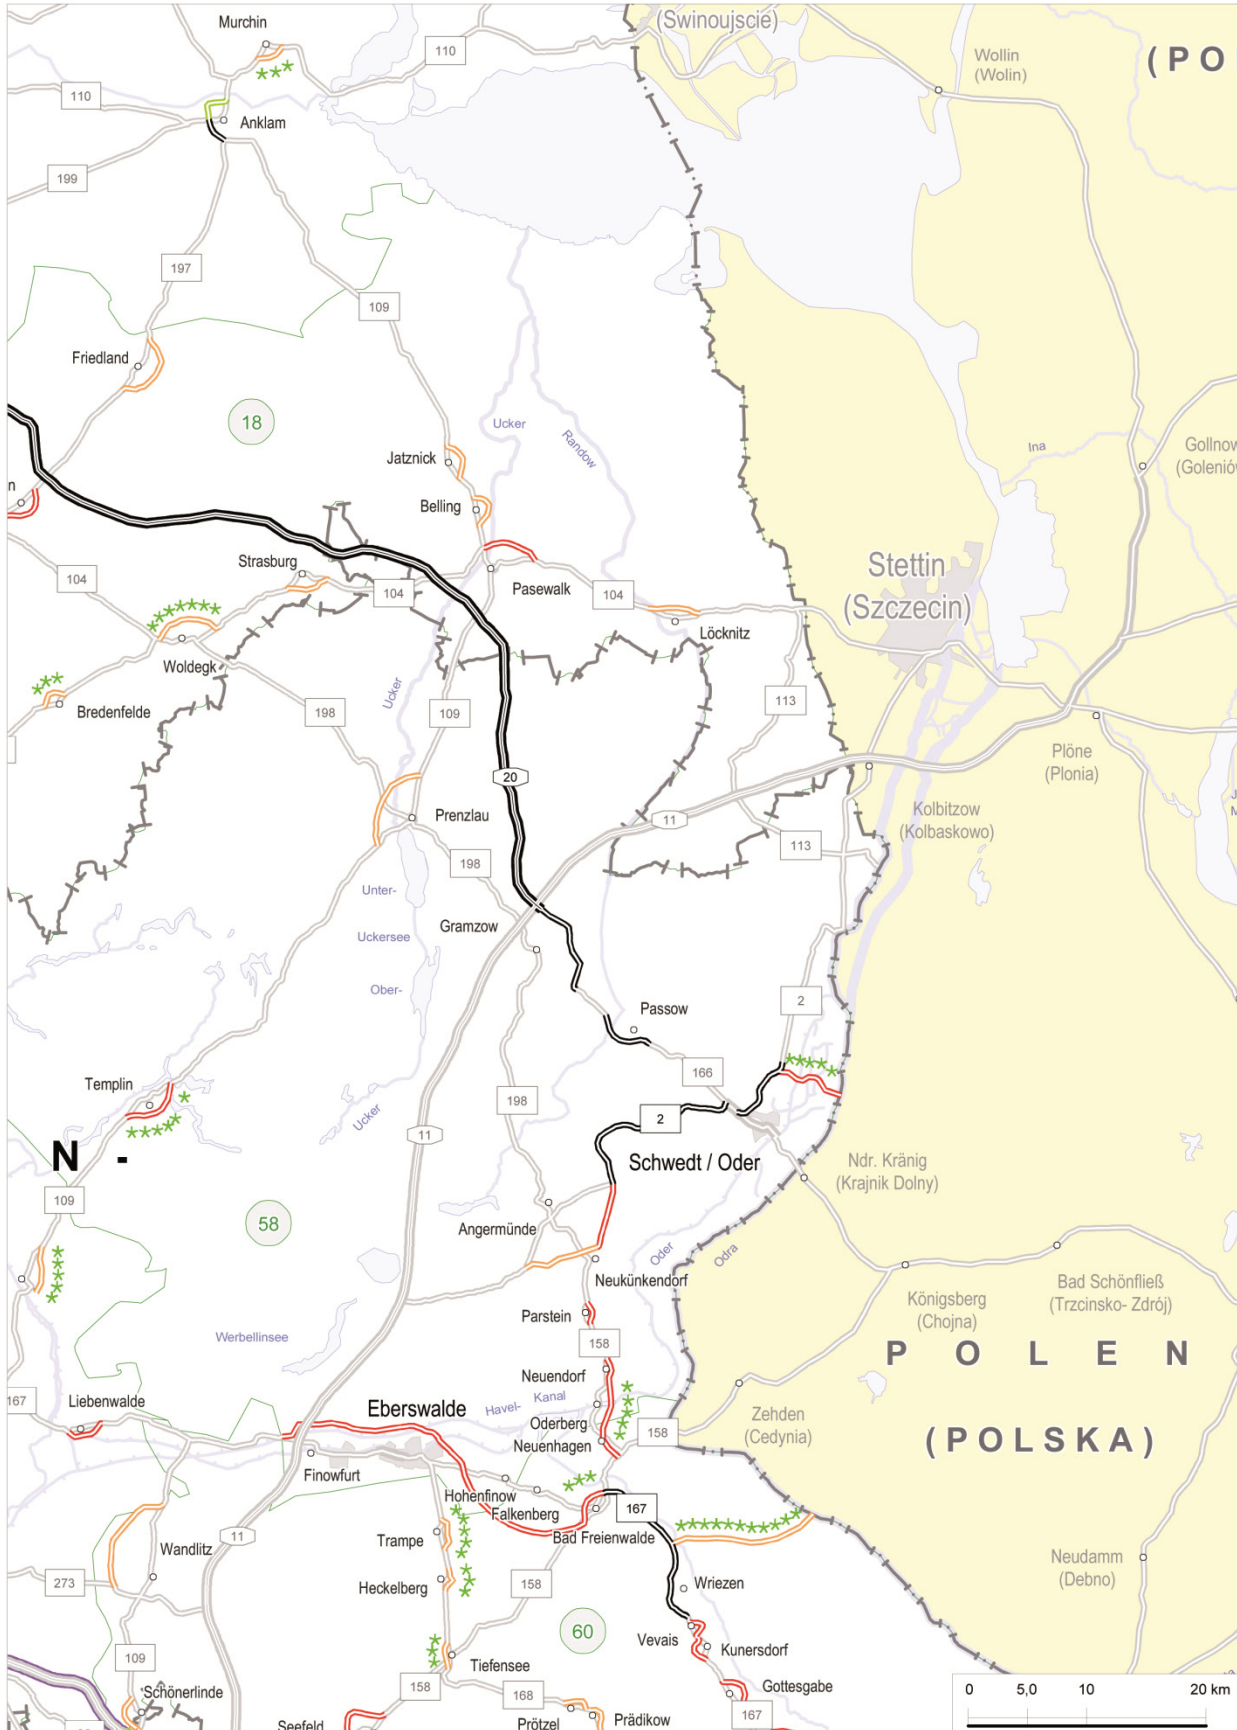 Murchin
110
(Świnoujście)
Wollin
(Wolin)
(PO
110
Anklam
199
197
109
Friedland
18
Ucker
Randow
Ina
Gollnow
(Goleniów
Jatznick
n
Belling
Strasburg
104
104
Pasewalk
104
Stettin
(Szczecin)
Löcknitz
Woldegk
Bredenfelde
198
Ucker
109
113
20
Plöne
(Plonia)
11
Prenzlau
Kolbitzow
(Kolbaskowo)
198
113
Unter-
Uckersee
Gramzow
Ober-
2
Passow
166
Templin
198
Ucker
11
2
N -
Schwedt / Oder
Ndr. Kränig
(Krajnik Dolny)
109
58
Angermünde
Oder
Odra
Neukünkendorf
Bad Schönfließ
(Trzcinsko- Zdrój)
Königsberg
(Chojna)
Parstein
Werbellinsee
158
POLEN
Neuendorf
167
Liebenwalde
Eberswalde
Havel-
Kanal
Oderberg
158
Zehden
(Cedynia)
(POLSKA)
Neuenhagen
Finowfurt
Hohenfinow
Falkenberg
167
11
Trampe
Bad Freienwalde
Wandlitz
Neudamm
(Debno)
273
Heckelberg
158
Wriezen
60
Vevais
Kunersdorf
109
Tiefensee
158
Schönerlinde
168
Gottesgabe
0 5,0 10 20 km
Seefeld
Prötzel
Prädikow
167